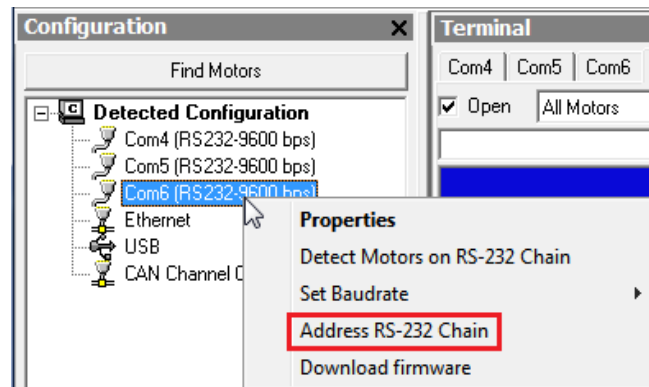 Configuration
Find Motors
Detected Configuration
Com4 (RS232-9600 bps)
Com5 (RS232-9600 bps)
Com6 (RS232-9600 bps)
Ethernet
USB
CAN Channel
Terminal
Com4 Com5 Com6
Open All Motors
Properties
Detect Motors on RS-232 Chain
Set Baudrate
Address RS-232 Chain
Download firmware